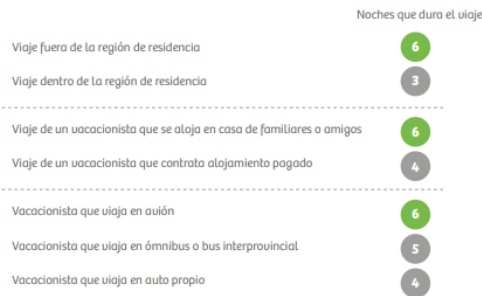 Noches que dura el viaje
Viaje fuera de la región de residencia 6
Viaje dentro de la región de residencia 3
Viaje de un vacacionista que se aloja en casa de familiares o amigos 6
Viaje de un vacacionista que contrata alojamiento pagado 4
Vacacionista que viaja en avión 6
Vacacionista que viaja en ómnibus o bus interprovincial 5
Vacacionista que viaja en auto propio 4